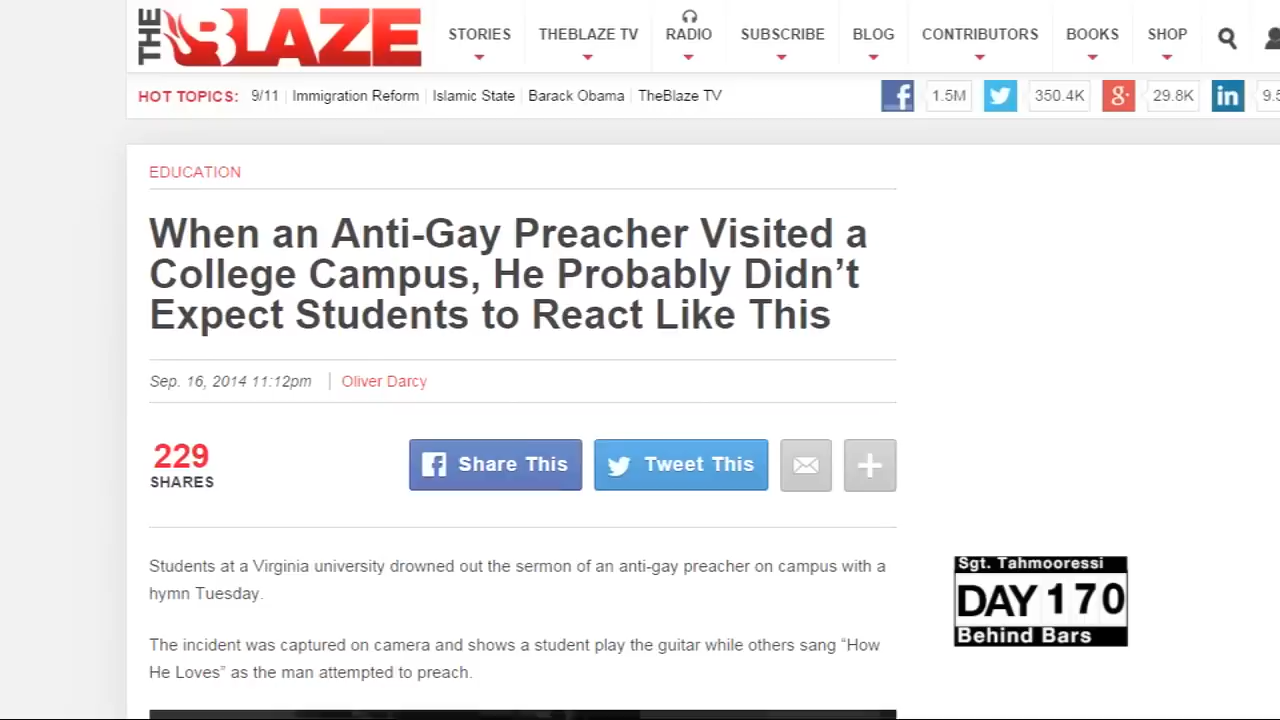 THE BLAZE
STORIES THEBLAZE TV RADIO SUBSCRIBE BLOG CONTRIBUTORS BOOKS SHOP
HOT TOPICS: 9/11 Immigration Reform Islamic State Barack Obama TheBlaze TV
f 1.5M 350.4K g+ 29.8K in 9.5
EDUCATION
When an Anti-Gay Preacher Visited a
College Campus, He Probably Didn’t
Expect Students to React Like This
Sep. 16, 2014 11:12pm Oliver Darcy
229
SHARES
f Share This Tweet This +
Students at a Virginia university drowned out the sermon of an anti-gay preacher on campus with a
hymn Tuesday.
The incident was captured on camera and shows a student play the guitar while others sang “How
He Loves” as the man attempted to preach.
Sgt. Tahmooressi
DAY 170
Behind Bars